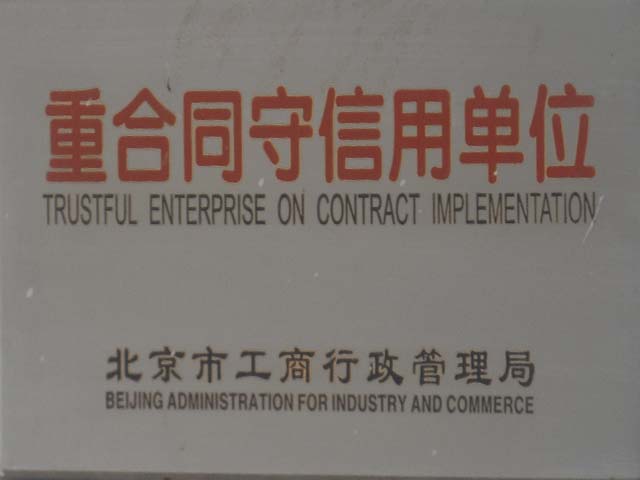 重合同守信用单位
TRUSTFUL ENTERPRISE ON CONTRACT IMPLEMENTATION
北京市工商行政管理局
BEIJING ADMINISTRATION FOR INDUSTRY AND COMMERCE